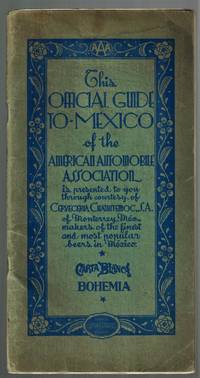 AAA
This
OFFICIAL GUIDE
TO·MEXICO
of the
AMERICAN AUTOMOBILE
ASSOCIATION
is presented to you
through courtesy of
CERVECERIA CUAUHTEMOC, S.A.
of Monterrey, Mex.
makers of the finest
and most popular
beers in Mexico.
CARTA BLANCA
BOHEMIA